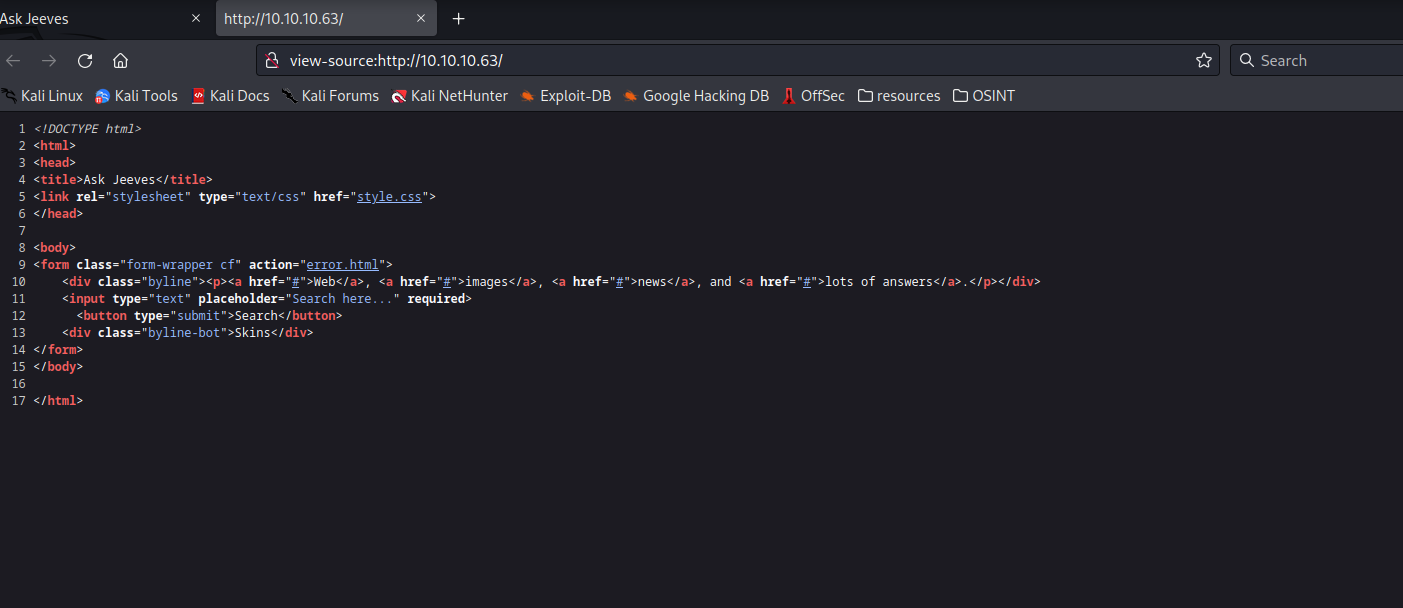 Ask Jeeves × http://10.10.10.63/ × +
view-source:http://10.10.10.63/ Search
Kali Linux Kali Tools Kali Docs Kali Forums Kali NetHunter Exploit-DB Google Hacking DB OffSec resources OSINT
1 <!DOCTYPE html>
2 <html>
3 <head>
4 <title>Ask Jeeves</title>
5 <link rel="stylesheet" type="text/css" href="style.css">
6 </head>
7
8 <body>
9 <form class="form-wrapper cf" action="error.html">
10 <div class="byline"><p><a href="#">Web</a>, <a href="#">images</a>, <a href="#">news</a>, and <a href="#">lots of answers</a>.</p></div>
11 <input type="text" placeholder="Search here..." required>
12 <button type="submit">Search</button>
13 <div class="byline-bot">Skins</div>
14 </form>
15 </body>
16
17 </html>